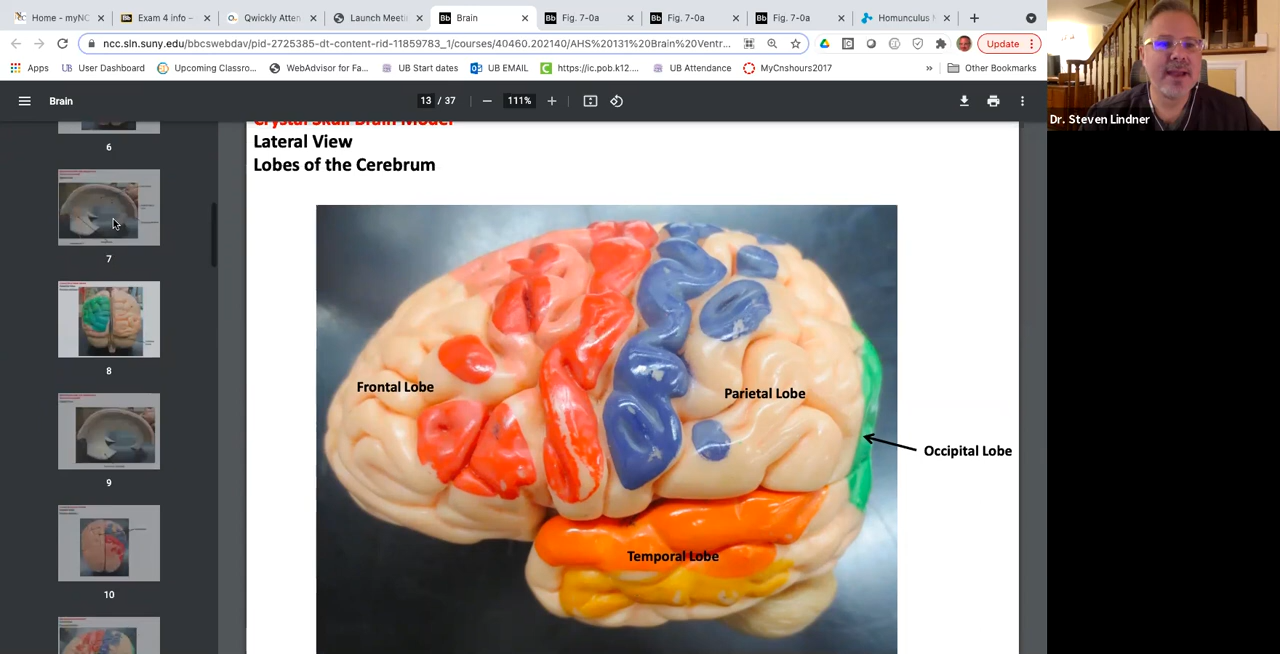 Home - myNC
Exam 4 info -
Qwickly Atten
Launch Meeti
Brain
Fig. 7-0a
Fig. 7-0a
Fig. 7-0a
Homunculus
ncc.sln.suny.edu/bbcswebdav/pid-2725385-dt-content-rid-11859783_1/courses/40460.202140/AHS%20131%20Brain%20Ventr...
Update
Apps
User Dashboard
Upcoming Classro...
WebAdvisor for Fa...
UB Start dates
UB EMAIL
https://ic.pob.k12....
UB Attendance
MyCnshours2017
»
Other Bookmarks
Brain
13 / 37
111%
Dr. Steven Lindner
Crystal Skull Brain Model
Lateral View
Lobes of the Cerebrum
6
7
8
9
10
Frontal Lobe
Parietal Lobe
Occipital Lobe
Temporal Lobe